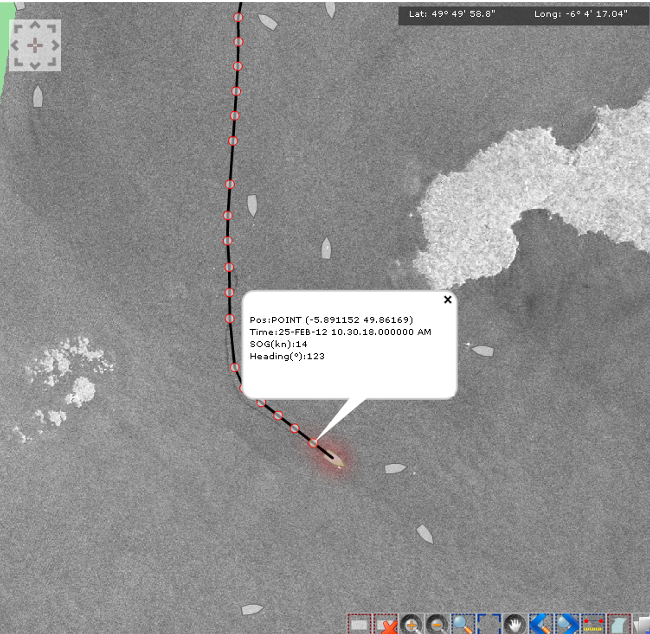 Lat: 49° 49' 58.8" Long: -6° 4' 17.04"
Pos:POINT (-5.891152 49.86169)
Time:25-FEB-12 10.30.18.000000 AM
SOG(kn):14
Heading(°):123